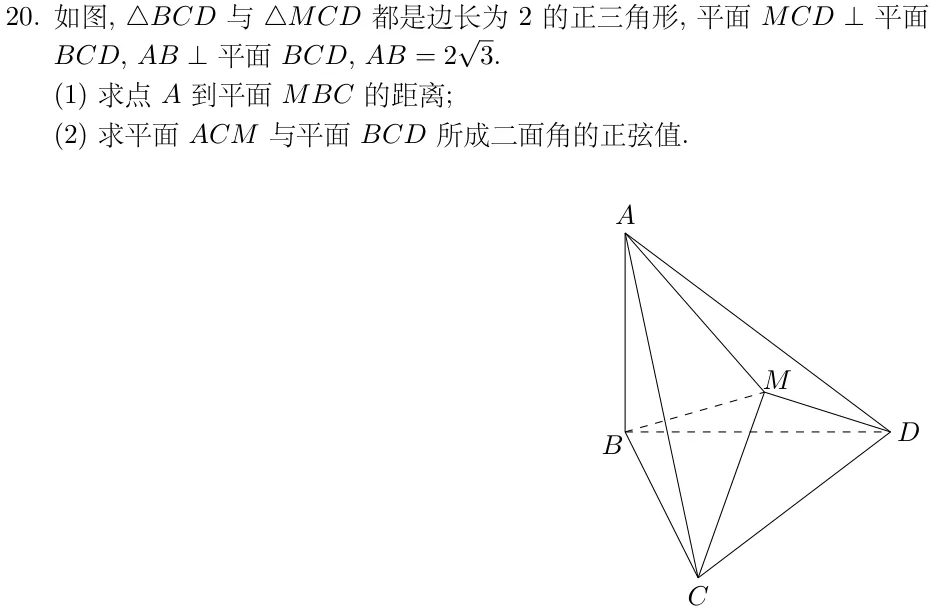 20. 如图, △BCD 与 △MCD 都是边长为 2 的正三角形, 平面 MCD ⊥ 平面
BCD, AB ⊥ 平面 BCD, AB = 2√3.
(1) 求点 A 到平面 MBC 的距离;
(2) 求平面 ACM 与平面 BCD 所成二面角的正弦值.
A
M
B
D
C